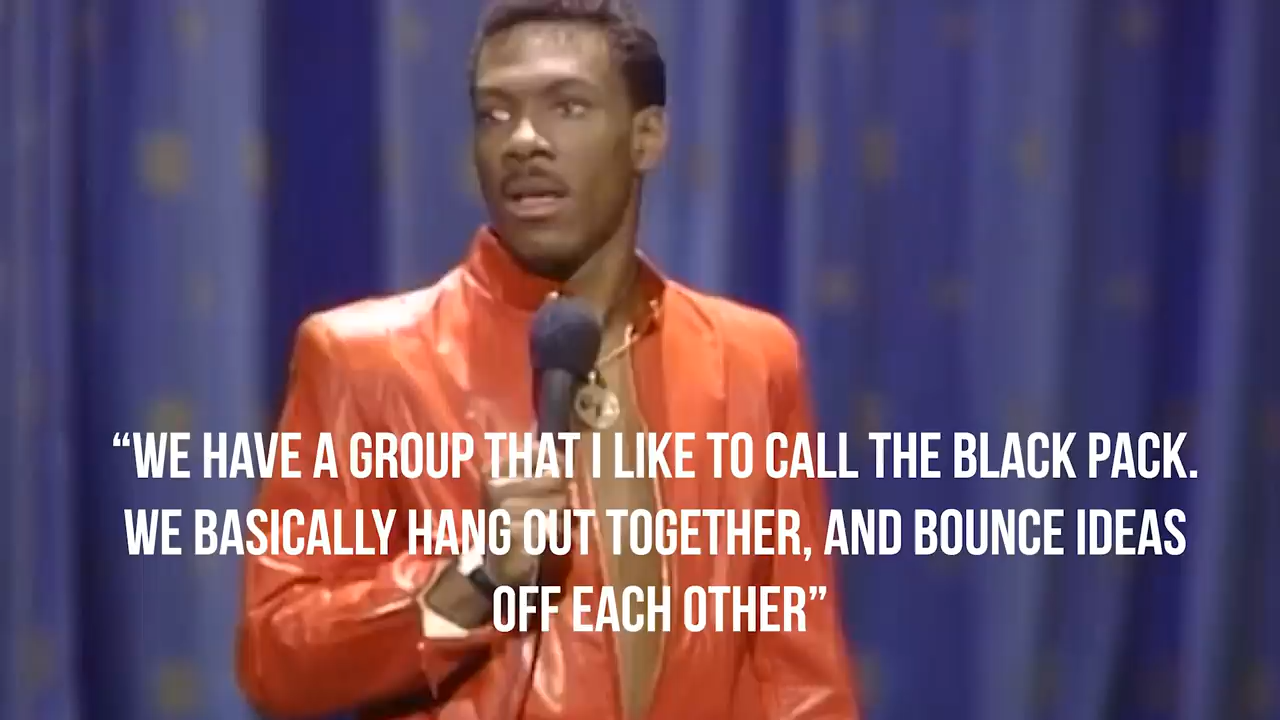 “WE HAVE A GROUP THAT I LIKE TO CALL THE BLACK PACK.
WE BASICALLY HANG OUT TOGETHER, AND BOUNCE IDEAS
OFF EACH OTHER”